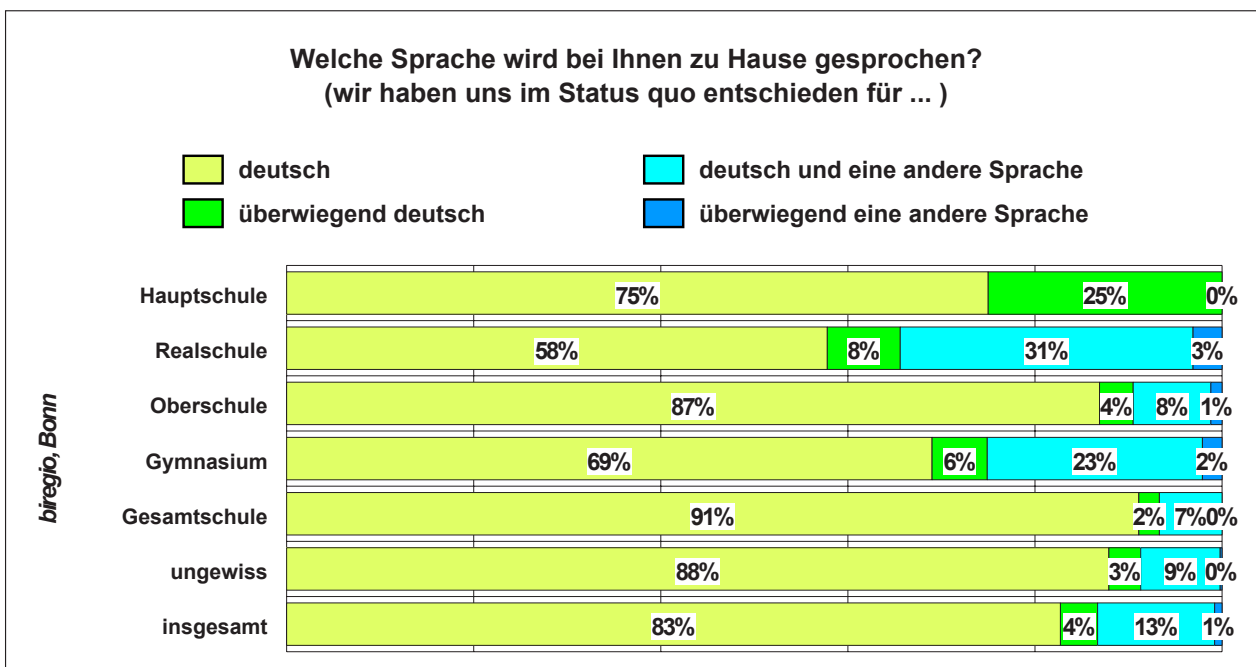 Welche Sprache wird bei Ihnen zu Hause gesprochen?
(wir haben uns im Status quo entschieden für ... )
deutsch
deutsch und eine andere Sprache
überwiegend deutsch
überwiegend eine andere Sprache
Hauptschule 75% 25% 0%
Realschule 58% 8% 31% 3%
Oberschule 87% 4% 8% 1%
Gymnasium 69% 6% 23% 2%
Gesamtschule 91% 2% 7% 0%
ungewiss 88% 3% 9% 0%
insgesamt 83% 4% 13% 1%
biregio, Bonn